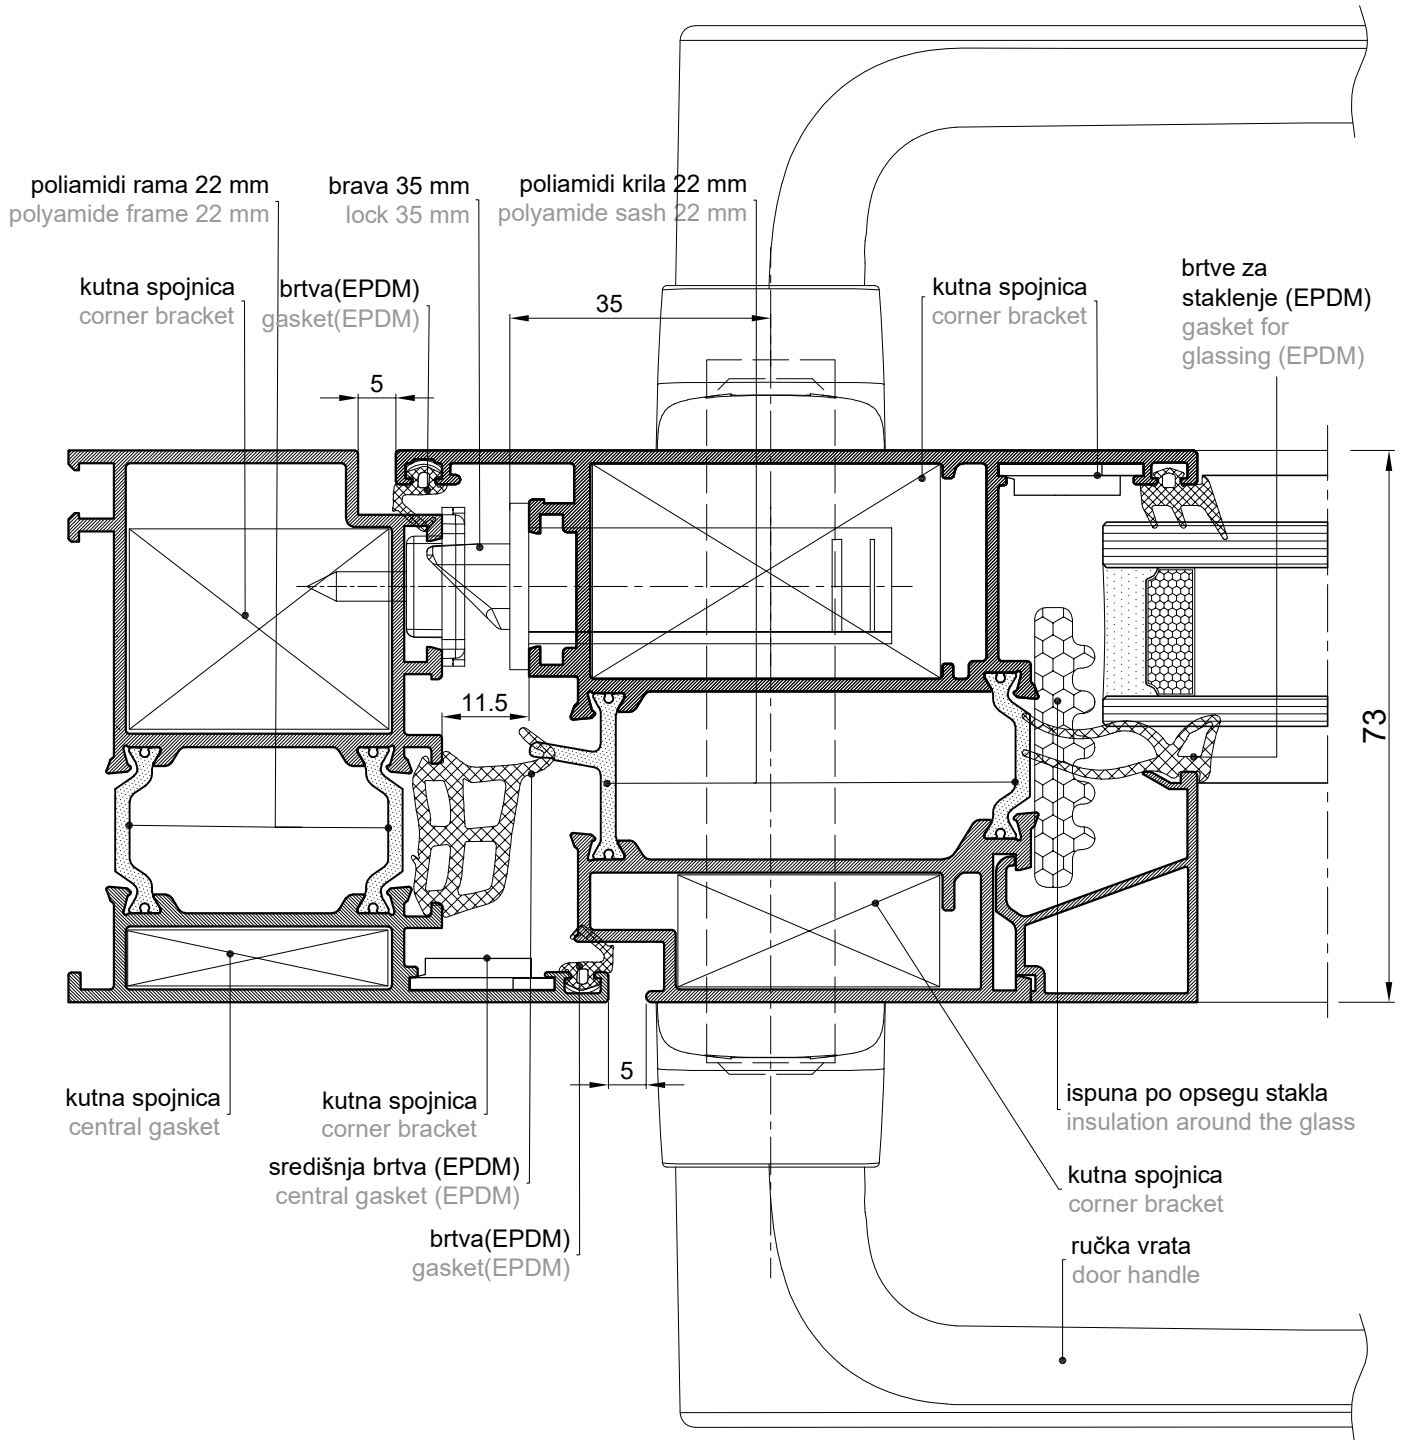 poliamidi rama 22 mm
polyamide frame 22 mm
brava 35 mm
lock 35 mm
poliamidi krila 22 mm
polyamide sash 22 mm
kutna spojnica
corner bracket
brtva(EPDM)
gasket(EPDM)
35
kutna spojnica
corner bracket
brtve za
staklenje (EPDM)
gasket for
glassing (EPDM)
5
11.5
73
5
kutna spojnica
central gasket
kutna spojnica
corner bracket
središnja brtva (EPDM)
central gasket (EPDM)
brtva(EPDM)
gasket(EPDM)
ispuna po opsegu stakla
insulation around the glass
kutna spojnica
corner bracket
ručka vrata
door handle